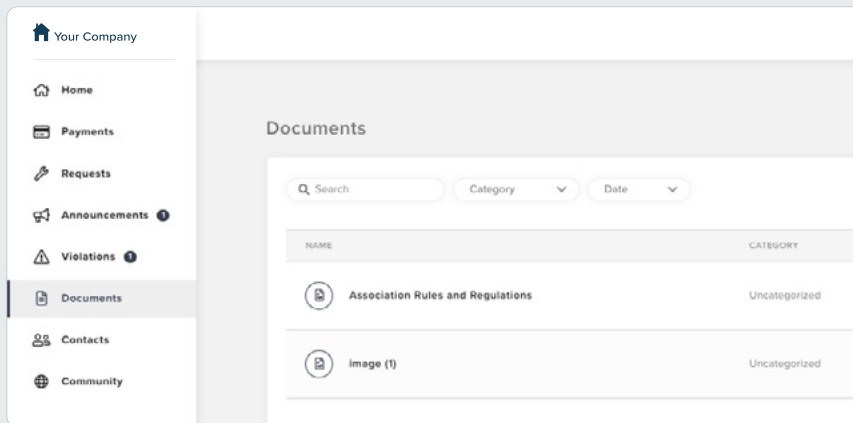 Your Company
Home
Payments
Requests
Announcements 1
Violations 1
Documents
Contacts
Community
Documents
Search Category Date
NAME CATEGORY
Association Rules and Regulations Uncategorized
image (1) Uncategorized